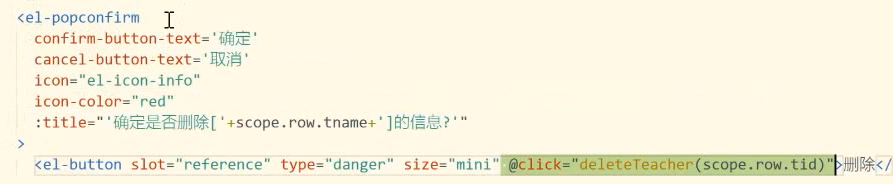 <el-popconfirm
confirm-button-text='确定'
cancel-button-text='取消'
icon="el-icon-info"
icon-color="red"
:title="'确定是否删除['+scope.row.tname+']的信息?'"
>
<el-button slot="reference" type="danger" size="mini" @click="deleteTeacher(scope.row.tid)">删除</